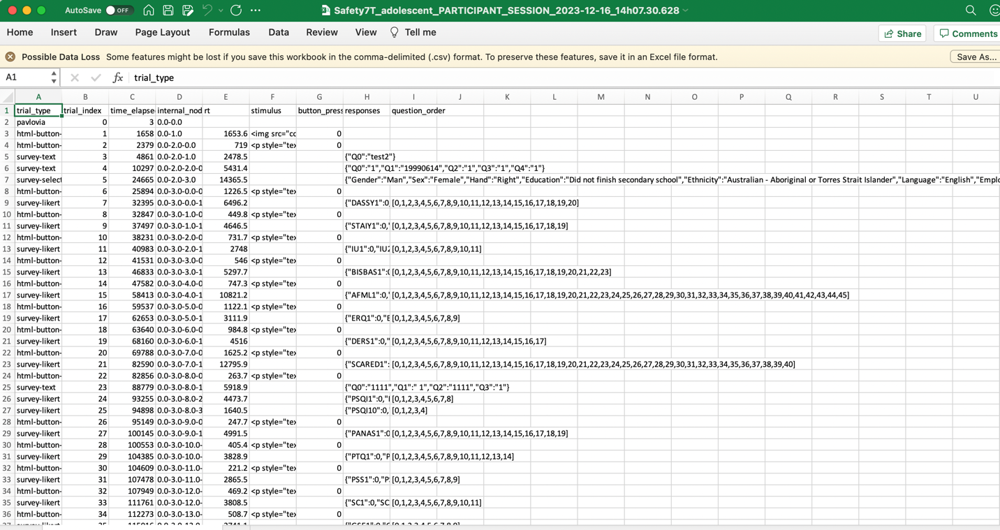 AutoSave OFF Safety7T_adolescent_PARTICIPANT_SESSION_2023-12-16_14h07.30.628
Home Insert Draw Page Layout Formulas Data Review View Tell me Share Comments
Possible Data Loss Some features might be lost if you save this workbook in the comma-delimited (.csv) format. To preserve these features, save it in an Excel file format. Save As...
A1 fx trial_type
A B C D E F G H I J K L M N O P Q R S T U
1 trial_type trial_index time_elapse internal_nod rt stimulus button_press responses question_order
2 pavlovia 0 3 0.0-0.0
3 html-button- 1 1658 0.0-1.0 1653.6 <img src="cc 0
4 html-button- 2 2379 0.0-2.0-0.0 719 <p style="tex 0
5 survey-text 3 4861 0.0-2.0-1.0 2478.5 {"Q0":"test2"}
6 survey-text 4 10297 0.0-2.0-2.0-0 5431.4 {"Q0":"1","Q1":"19990614","Q2":"1","Q3":"1","Q4":"1"}
7 survey-select 5 24665 0.0-2.0-3.0 14365.5 {"Gender":"Man","Sex":"Female","Hand":"Right","Education":"Did not finish secondary school","Ethnicity":"Australian - Aboriginal or Torres Strait Islander","Language":"English","Emplo
8 html-button- 6 25894 0.0-3.0-0.0-0 1226.5 <p style="tex 0
9 survey-likert 7 32395 0.0-3.0-0.0-1 6496.2 {"DASSY1":0, [0,1,2,3,4,5,6,7,8,9,10,11,12,13,14,15,16,17,18,19,20]
10 html-button- 8 32847 0.0-3.0-1.0-0 449.8 <p style="tex 0
11 survey-likert 9 37497 0.0-3.0-1.0-1 4646.5 {"STAIY1":0," [0,1,2,3,4,5,6,7,8,9,10,11,12,13,14,15,16,17,18,19]
12 html-button- 10 38231 0.0-3.0-2.0-0 731.7 <p style="tex 0
13 survey-likert 11 40983 0.0-3.0-2.0-1 2748 {"IU1":0,"IU2 [0,1,2,3,4,5,6,7,8,9,10,11]
14 html-button- 12 41531 0.0-3.0-3.0-0 546 <p style="tex 0
15 survey-likert 13 46833 0.0-3.0-3.0-1 5297.7 {"BISBAS1":( [0,1,2,3,4,5,6,7,8,9,10,11,12,13,14,15,16,17,18,19,20,21,22,23]
16 html-button- 14 47582 0.0-3.0-4.0-0 747.3 <p style="tex 0
17 survey-likert 15 58413 0.0-3.0-4.0-1 10821.2 {"AFML1":0," [0,1,2,3,4,5,6,7,8,9,10,11,12,13,14,15,16,17,18,19,20,21,22,23,24,25,26,27,28,29,30,31,32,33,34,35,36,37,38,39,40,41,42,43,44,45]
18 html-button- 16 59537 0.0-3.0-5.0-0 1122.1 <p style="tex 0
19 survey-likert 17 62653 0.0-3.0-5.0-1 3111.9 {"ERQ1":0,"E [0,1,2,3,4,5,6,7,8,9]
20 html-button- 18 63640 0.0-3.0-6.0-0 984.8 <p style="tex 0
21 survey-likert 19 68160 0.0-3.0-6.0-1 4516 {"DERS1":0," [0,1,2,3,4,5,6,7,8,9,10,11,12,13,14,15,16,17]
22 html-button- 20 69788 0.0-3.0-7.0-0 1625.2 <p style="tex 0
23 survey-likert 21 82590 0.0-3.0-7.0-1 12795.9 {"SCARED1": [0,1,2,3,4,5,6,7,8,9,10,11,12,13,14,15,16,17,18,19,20,21,22,23,24,25,26,27,28,29,30,31,32,33,34,35,36,37,38,39,40]
24 html-button- 22 82856 0.0-3.0-8.0-0 263.7 <p style="tex 0
25 survey-text 23 88779 0.0-3.0-8.0-1 5918.9 {"Q0":"1111","Q1":" 1","Q2":"1111","Q3":"1"}
26 survey-likert 24 93255 0.0-3.0-8.0-2 4473.7 {"PSQI1":0,"I [0,1,2,3,4,5,6,7,8]
27 survey-likert 25 94898 0.0-3.0-8.0-3 1640.5 {"PSQI10":0," [0,1,2,3,4]
28 html-button- 26 95149 0.0-3.0-9.0-0 247.7 <p style="tex 0
29 survey-likert 27 100145 0.0-3.0-9.0-1 4991.5 {"PANAS1":0 [0,1,2,3,4,5,6,7,8,9,10,11,12,13,14,15,16,17,18,19]
30 html-button- 28 100553 0.0-3.0-10.0- 405.4 <p style="tex 0
31 survey-likert 29 104385 0.0-3.0-10.0- 3828.9 {"PTQ1":0,"P [0,1,2,3,4,5,6,7,8,9,10,11,12,13,14]
32 html-button- 30 104609 0.0-3.0-11.0- 221.2 <p style="tex 0
33 survey-likert 31 107478 0.0-3.0-11.0- 2865.5 {"PSS1":0,"P: [0,1,2,3,4,5,6,7,8,9]
34 html-button- 32 107949 0.0-3.0-12.0- 469.2 <p style="tex 0
35 survey-likert 33 111761 0.0-3.0-12.0- 3808.5 {"SC1":0,"SC [0,1,2,3,4,5,6,7,8,9,10,11]
36 html-button- 34 112273 0.0-3.0-13.0- 508.7 <p style="tex 0